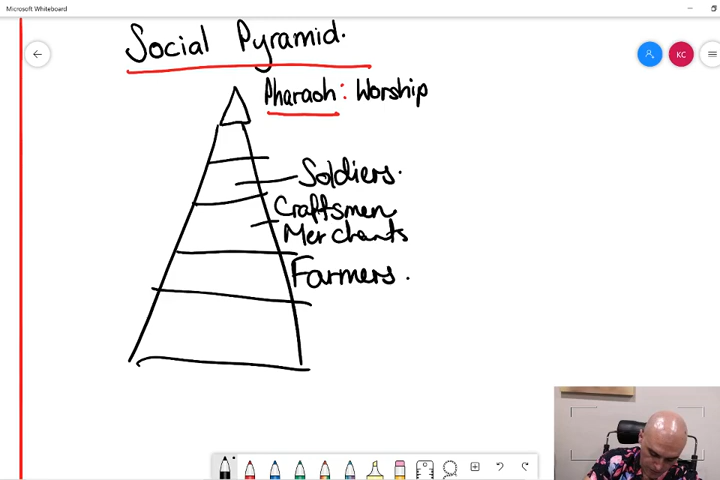 Microsoft Whiteboard
Social Pyramid.
KC
Pharaoh: Worship
Soldiers.
Craftsmen
Merchants
Farmers.